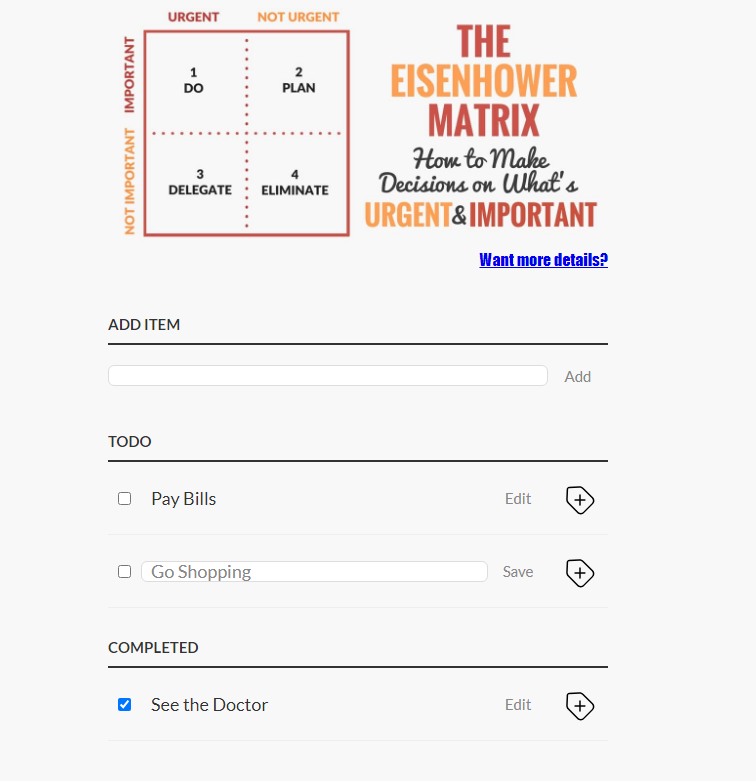 URGENT NOT URGENT
IMPORTANT
NOT IMPORTANT
1
DO
2
PLAN
3
DELEGATE
4
ELIMINATE
THE
EISENHOWER
MATRIX
How to Make
Decisions on What's
URGENT&IMPORTANT
Want more details?
ADD ITEM
Add
TODO
Pay Bills Edit
Go Shopping Save
COMPLETED
See the Doctor Edit